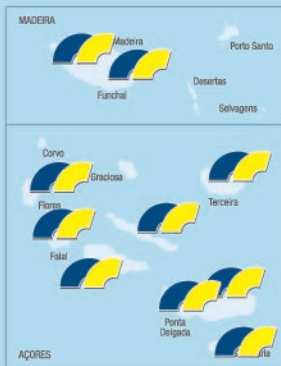 MADEIRA
Madeira
Porto Santo
Desertas
Funchal
Selvagens
Corvo
Graciosa
Flores
Terceira
Faial
Ponta
Delgada
AÇORES